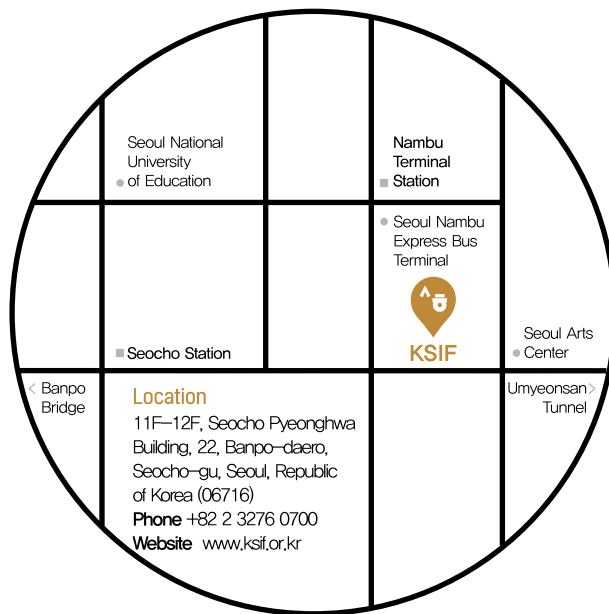 Seoul National
University
of Education
Nambu
Terminal
Station
Seoul Nambu
Express Bus
Terminal
KSIF
Seocho Station
Seoul Arts
Center
< Banpo
Bridge
Umyeonsan >
Tunnel
Location
11F-12F, Seocho Pyeonghwa
Building, 22, Banpo-daero,
Seocho-gu, Seoul, Republic
of Korea (06716)
Phone +82 2 3276 0700
Website www.ksif.or.kr